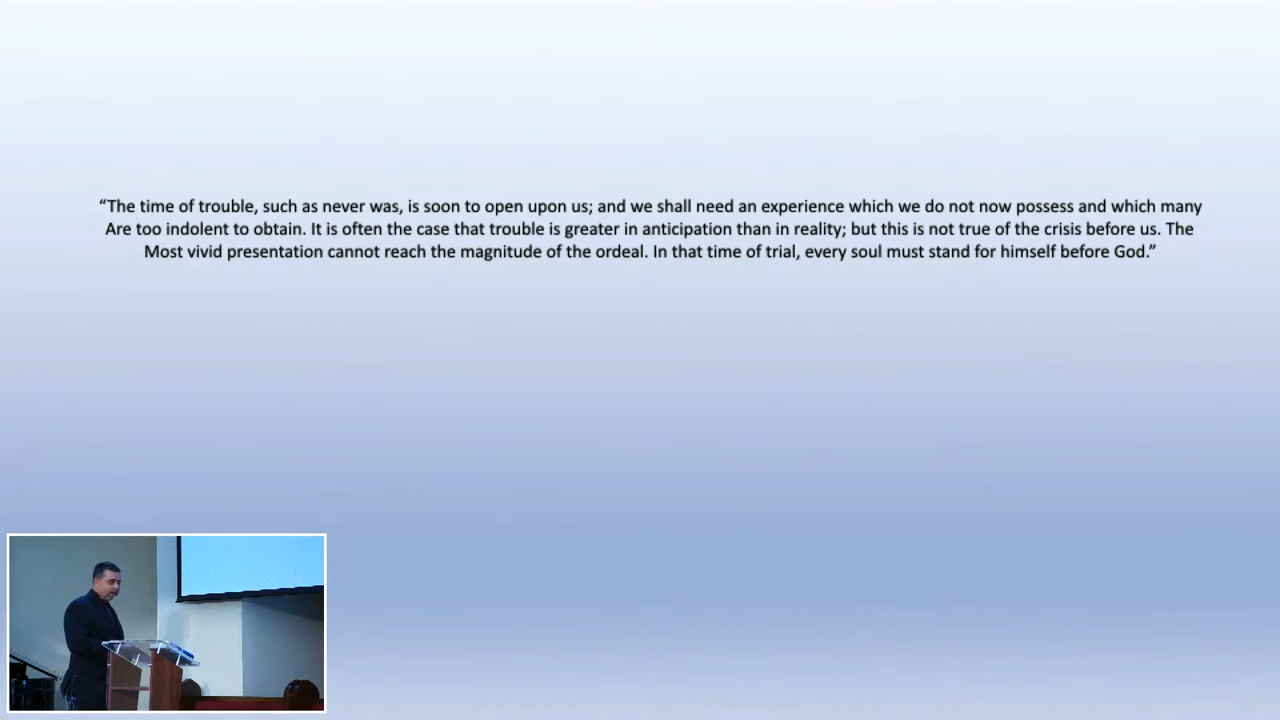 “The time of trouble, such as never was, is soon to open upon us; and we shall need an experience which we do not now possess and which many
Are too indolent to obtain. It is often the case that trouble is greater in anticipation than in reality; but this is not true of the crisis before us. The
Most vivid presentation cannot reach the magnitude of the ordeal. In that time of trial, every soul must stand for himself before God.”